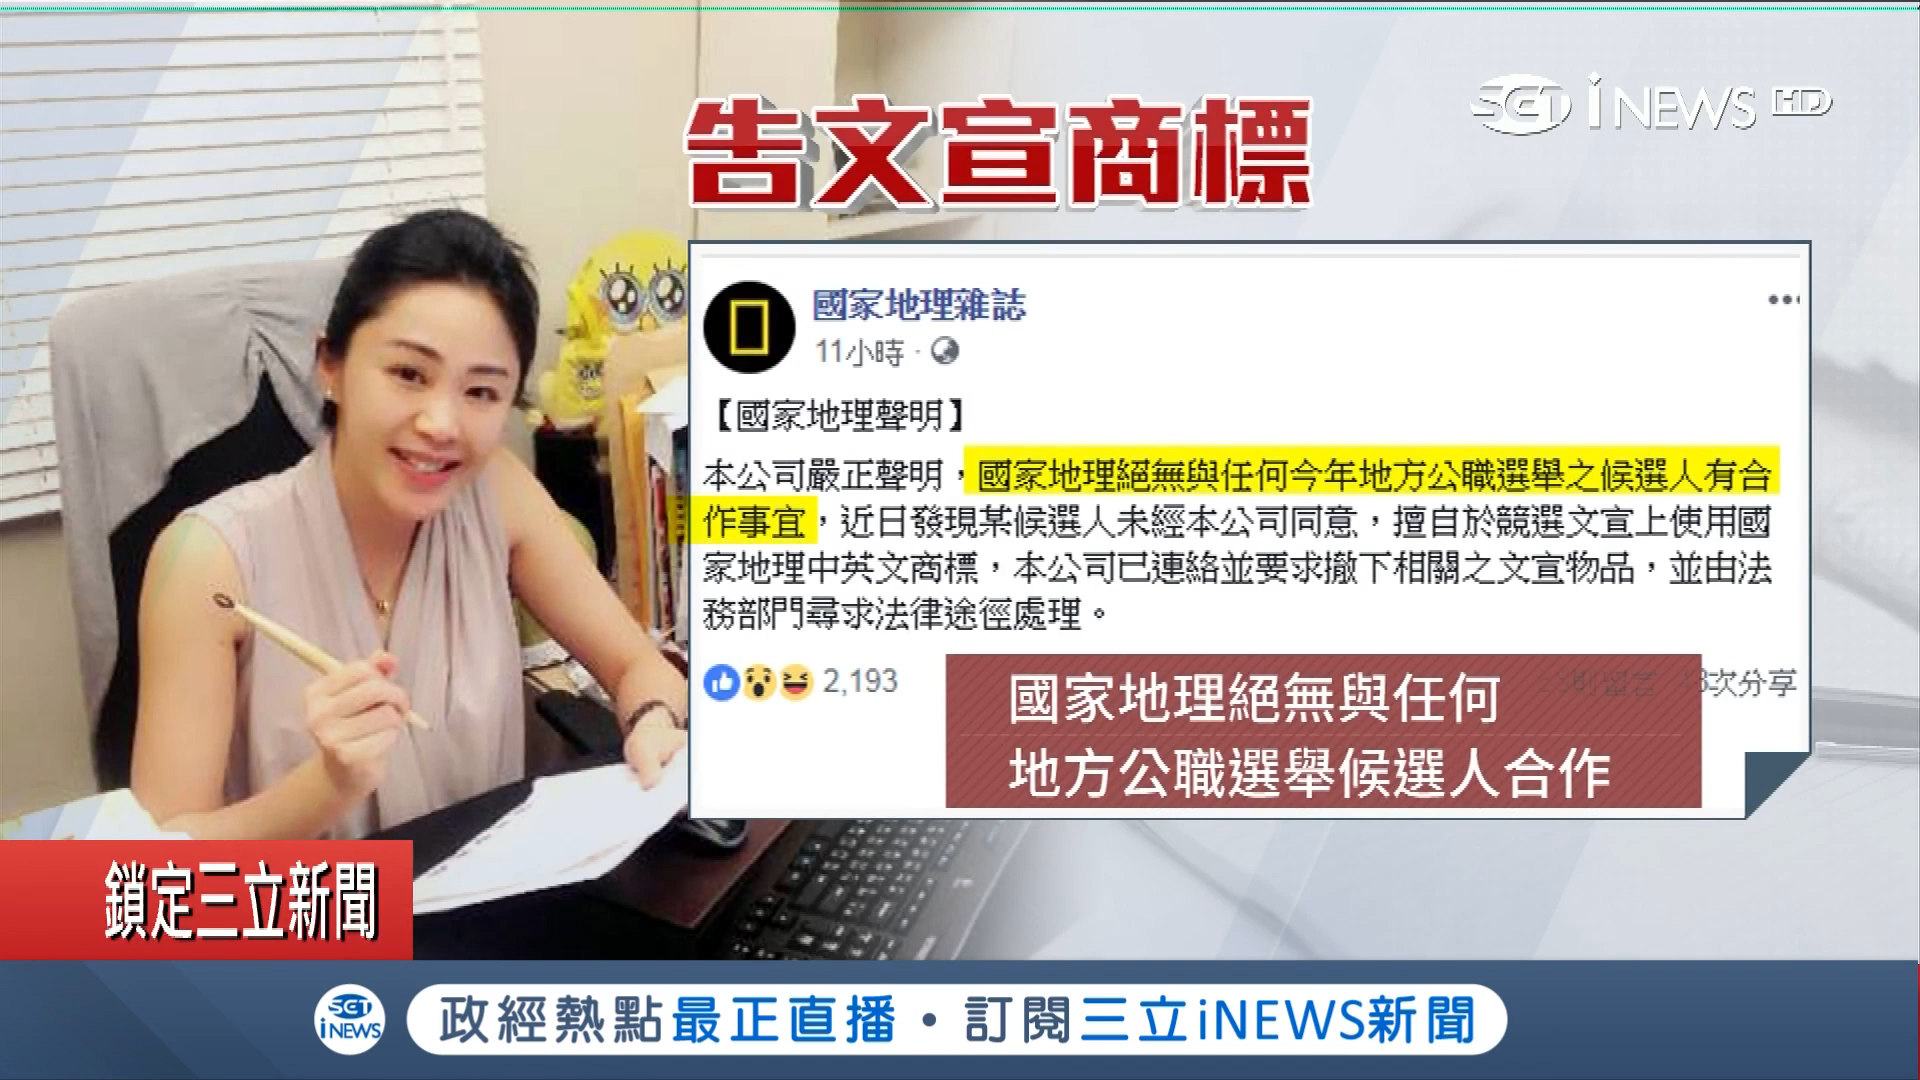 告文宣商標
SET iNEWS HD
國家地理雜誌
11小時 ·
【國家地理聲明】
本公司嚴正聲明，國家地理絕無與任何今年地方公職選舉之候選人有合
作事宜，近日發現某候選人未經本公司同意，擅自於競選文宣上使用國
家地理中英文商標，本公司已連絡並要求撤下相關之文宣物品，並由法
務部門尋求法律途徑處理。
2,193
次分享
國家地理絕無與任何
地方公職選舉候選人合作
鎖定三立新聞
SET iNEWS
政經熱點最正直播・訂閱三立iNEWS新聞